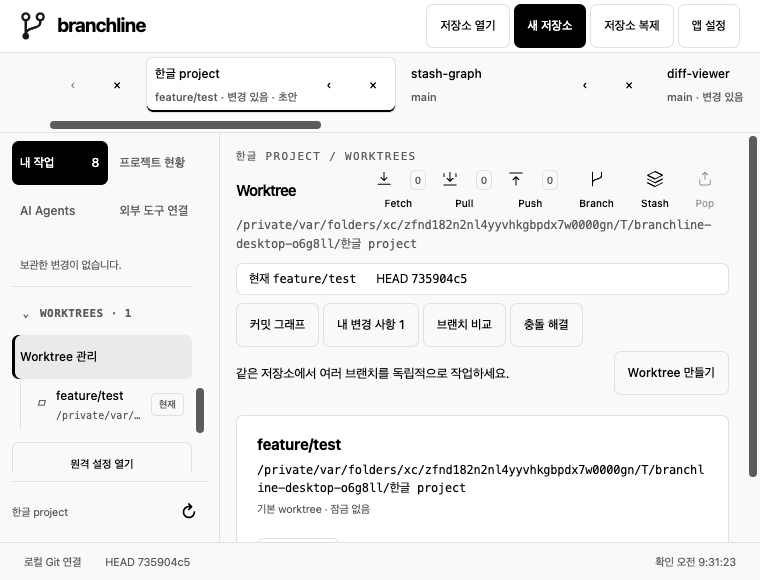 branchline
저장소 열기
새 저장소
저장소 복제
앱 설정
한글 project
feature/test · 변경 있음 · 초안
stash-graph
main
diff-viewer
main · 변경 있음
내 작업 8
프로젝트 현황
AI Agents
외부 도구 연결
보관한 변경이 없습니다.
WORKTREES · 1
Worktree 관리
feature/test
/private/var/…
현재
원격 설정 열기
한글 project
한글 PROJECT / WORKTREES
Worktree
0
0
0
Fetch
Pull
Push
Branch
Stash
Pop
/private/var/folders/xc/zfnd182n2nl4yyvhkgbpdx7w0000gn/T/branchline-
desktop-o6g8ll/한글 project
현재 feature/test HEAD 735904c5
커밋 그래프
내 변경 사항 1
브랜치 비교
충돌 해결
같은 저장소에서 여러 브랜치를 독립적으로 작업하세요.
Worktree 만들기
feature/test
/private/var/folders/xc/zfnd182n2nl4yyvhkgbpdx7w0000gn/T/branchl
ine-desktop-o6g8ll/한글 project
기본 worktree · 잠금 없음
로컬 Git 연결
HEAD 735904c5
확인 오전 9:31:23